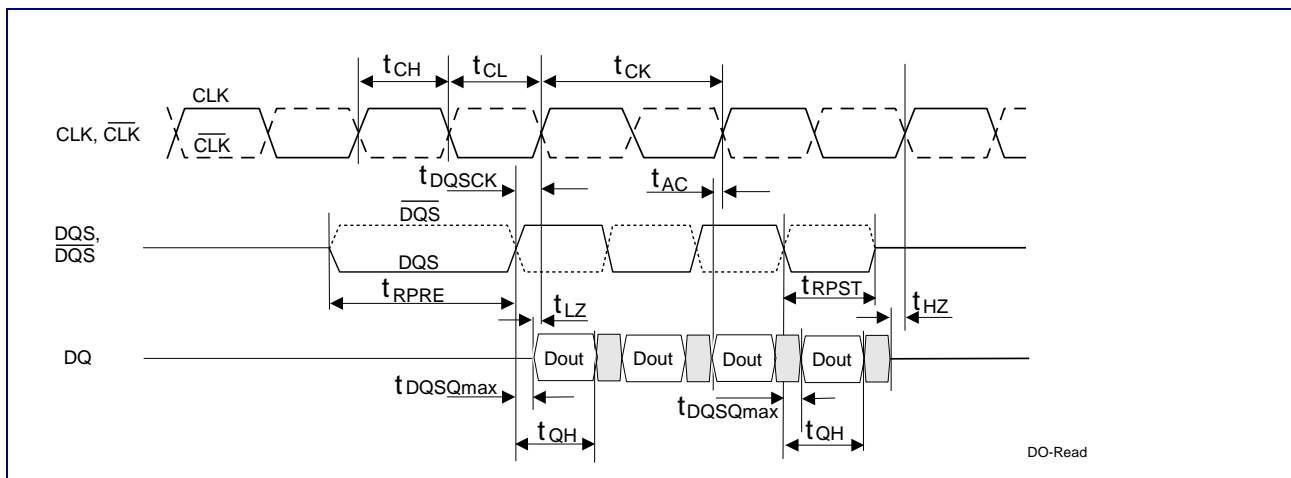 tCH tCL tCK
CLK
CLK, CLK
CLK
tDQSCK tAC
DQS
DQS,
DQS
DQS
tRPRE tRPST
tLZ tHZ
DQ Dout Dout Dout Dout
tDQSQmax tDQSQmax
tQH tQH
DO-Read